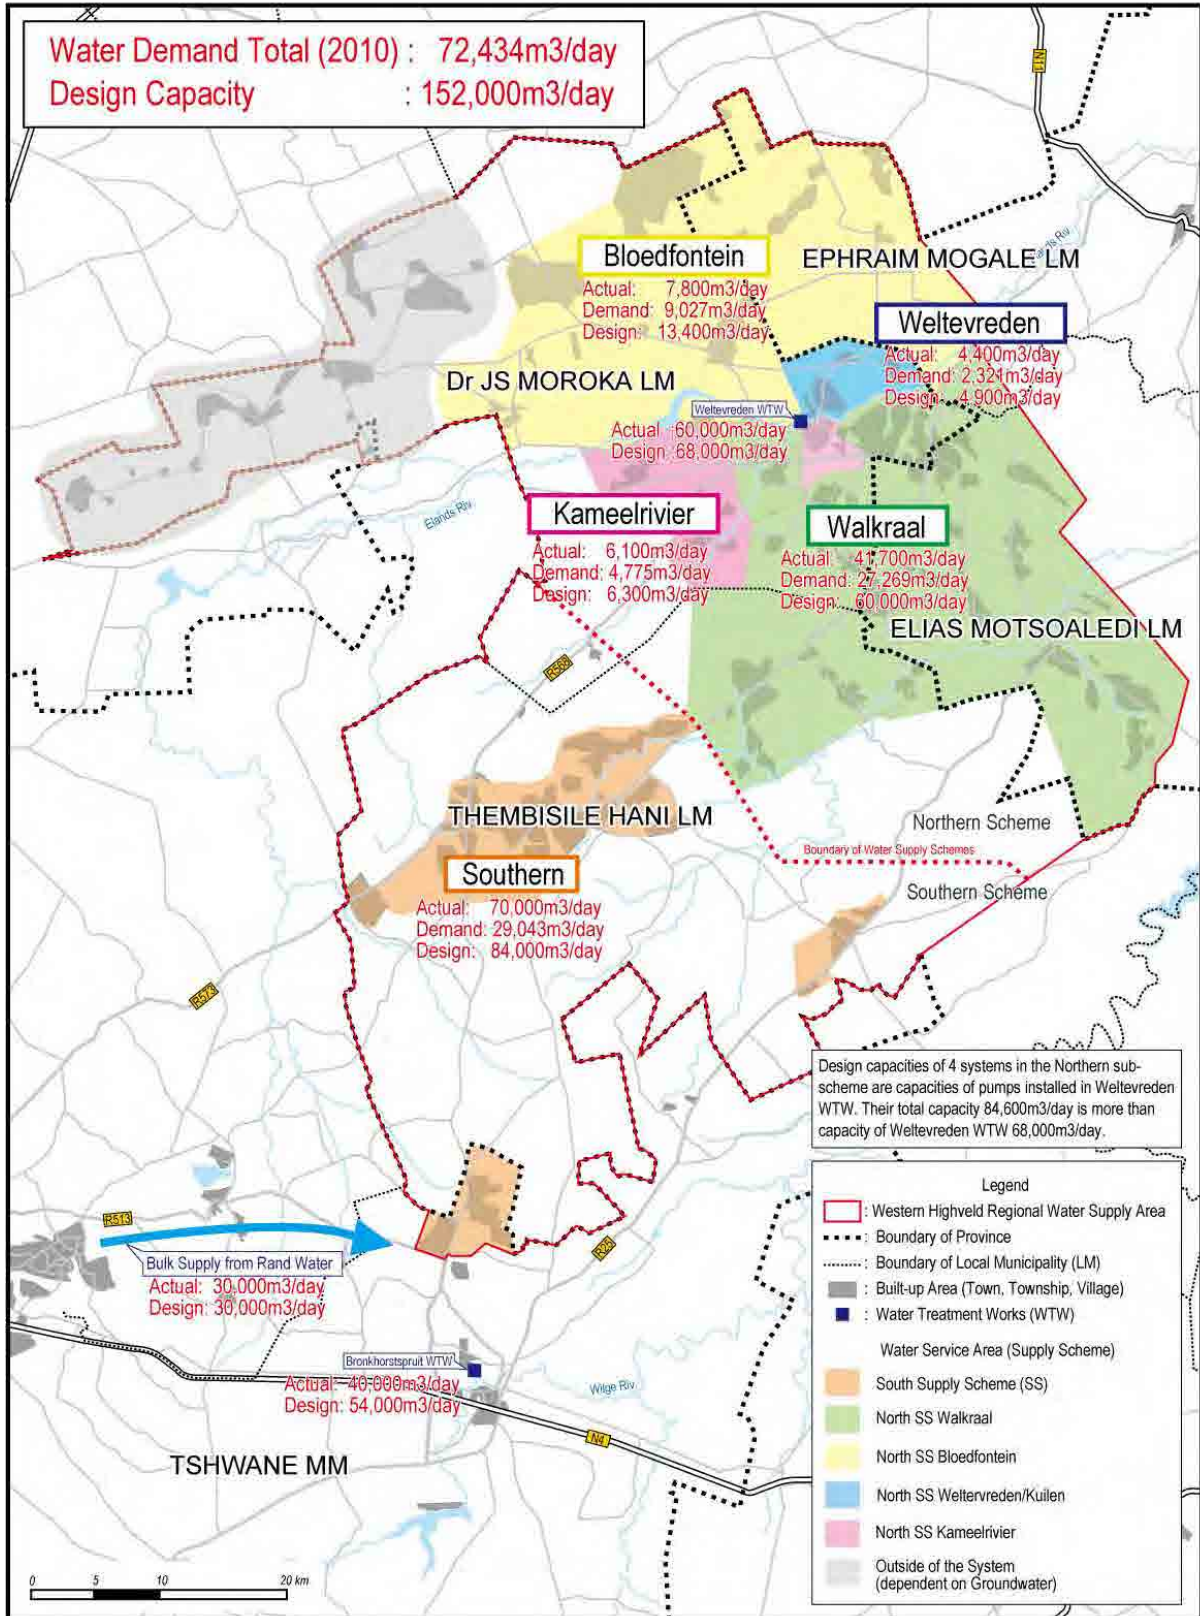 Water Demand Total (2010) : 72,434m3/day
Design Capacity : 152,000m3/day
N11
Bloedfontein
Actual: 7,800m3/day
Demand: 9,027m3/day
Design: 13,400m3/day
EPHRAIM MOGALE LM
Weltevreden
Actual: 4,400m3/day
Demand: 2,321m3/day
Design: 4,900m3/day
Dr JS MOROKA LM
Weltevreden WTW
Actual: 60,000m3/day
Design: 68,000m3/day
Elands Riv.
Kameelrivier
Actual: 6,100m3/day
Demand: 4,775m3/day
Design: 6,300m3/day
Walkraal
Actual: 41,700m3/day
Demand: 27,269m3/day
Design: 60,000m3/day
ELIAS MOTSOALEDI LM
R568
THEMBISILE HANI LM
Northern Scheme
Boundary of Water Supply Schemes
Southern Scheme
Southern
Actual: 70,000m3/day
Demand: 29,043m3/day
Design: 84,000m3/day
R573
Design capacities of 4 systems in the Northern sub-
scheme are capacities of pumps installed in Weltevreden
WTW. Their total capacity 84,600m3/day is more than
capacity of Weltevreden WTW 68,000m3/day.
R513
Bulk Supply from Rand Water
Actual: 30,000m3/day
Design: 30,000m3/day
R25
Bronkhorstspruit WTW
Actual: 40,000m3/day
Design: 54,000m3/day
Wilge Riv.
N4
TSHWANE MM
Legend
: Western Highveld Regional Water Supply Area
: Boundary of Province
: Boundary of Local Municipality (LM)
: Built-up Area (Town, Township, Village)
: Water Treatment Works (WTW)
Water Service Area (Supply Scheme)
South Supply Scheme (SS)
North SS Walkraal
North SS Bloedfontein
North SS Weltervreden/Kuilen
North SS Kameelrivier
Outside of the System
(dependent on Groundwater)
0 5 10 20 km